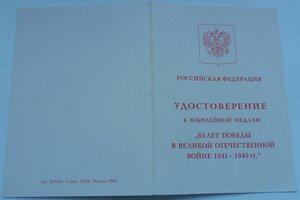 РОССИЙСКАЯ ФЕДЕРАЦИЯ
УДОСТОВЕРЕНИЕ
К ЮБИЛЕЙНОЙ МЕДАЛИ
„65 ЛЕТ ПОБЕДЫ
В ВЕЛИКОЙ ОТЕЧЕСТВЕННОЙ
ВОЙНЕ 1941–1945 гг.“